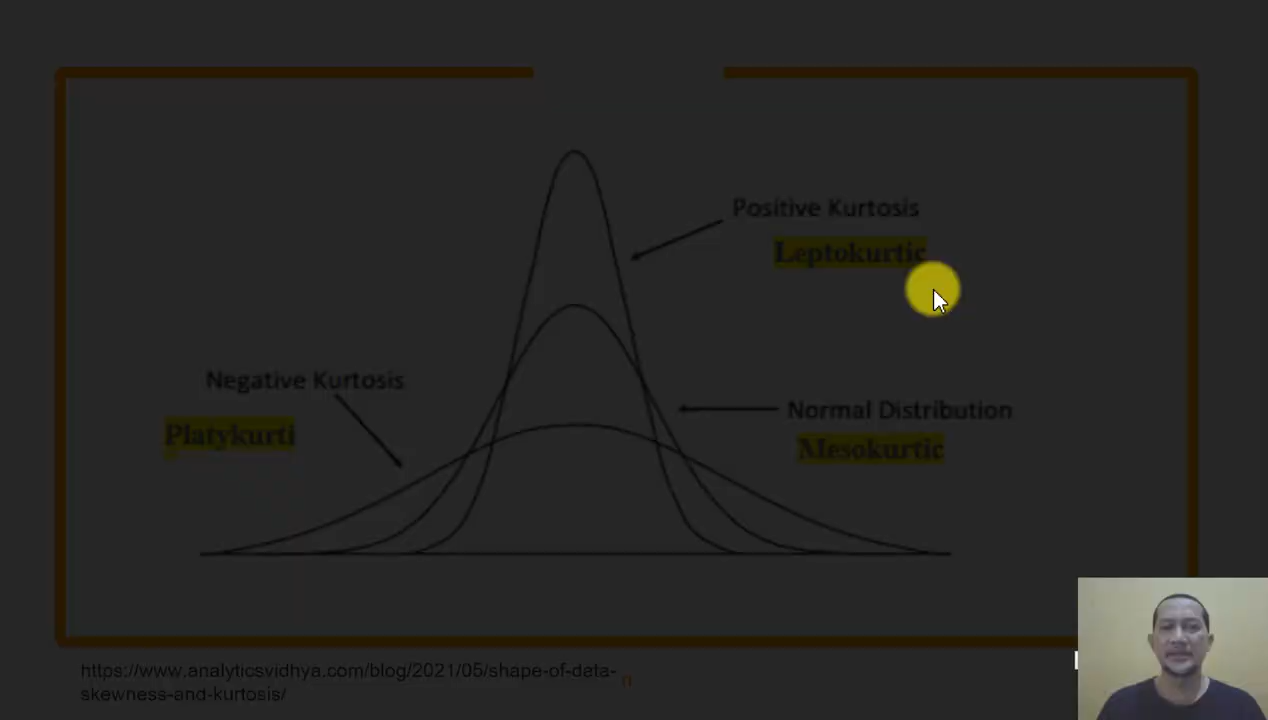 Positive Kurtosis
Leptokurtic
Negative Kurtosis
Platykurti
Normal Distribution
Mesokurtic
https://www.analyticsvidhya.com/blog/2021/05/shape-of-data-
skewness-and-kurtosis/